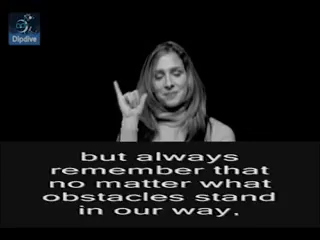 Dipdive
but always
remember that
no matter what
obstacles stand
in our way.